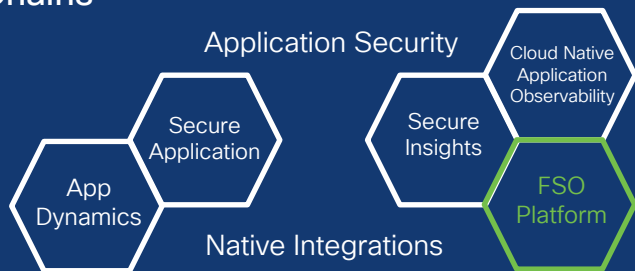 Application Security
Cloud Native
Application
Observability
Secure
Application
Secure
Insights
App
Dynamics
FSO
Platform
Native Integrations